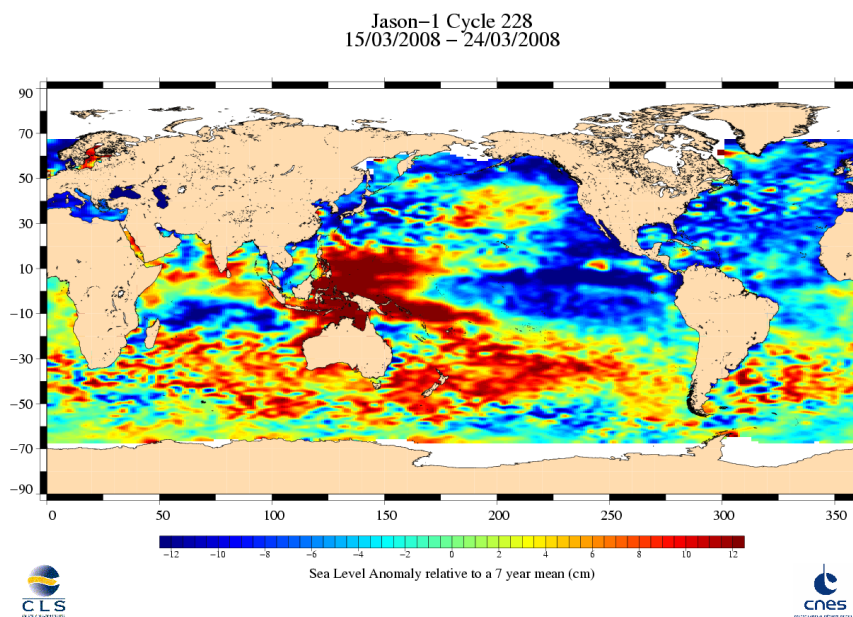 Jason−1 Cycle 228
15/03/2008 − 24/03/2008
90
70
50
30
10
−10
−30
−50
−70
−90
0 50 100 150 200 250 300 350
−12 −10 −8 −6 −4 −2 0 2 4 6 8 10 12
Sea Level Anomaly relative to a 7 year mean (cm)
CLS
cnes